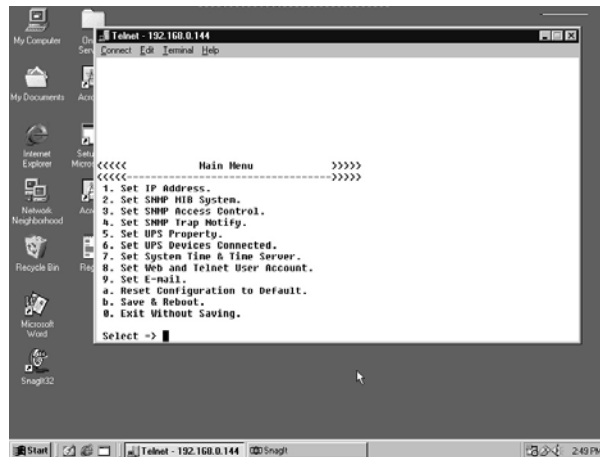 My Computer
My Documents
Internet
Explorer
Network
Neighborhood
Recycle Bin
Microsoft
Word
SnagIt32
Telnet - 192.168.0.144
Connect Edit Terminal Help
<<<<< Main Menu >>>>>
<<<<<----------------------------------->>>>>
1. Set IP Address.
2. Set SNMP MIB System.
3. Set SNMP Access Control.
4. Set SNMP Trap Notify.
5. Set UPS Property.
6. Set UPS Devices Connected.
7. Set System Time & Time Server.
8. Set Web and Telnet User Account.
9. Set E-mail.
a. Reset Configuration to Default.
b. Save & Reboot.
0. Exit Without Saving.
Select =>
Start Telnet - 192.168.0.144 SnagIt 2:49 PM